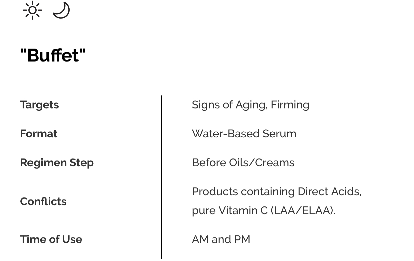 "Buffet"
Targets Signs of Aging, Firming
Format Water-Based Serum
Regimen Step Before Oils/Creams
Conflicts Products containing Direct Acids,
pure Vitamin C (LAA/ELAA).
Time of Use AM and PM